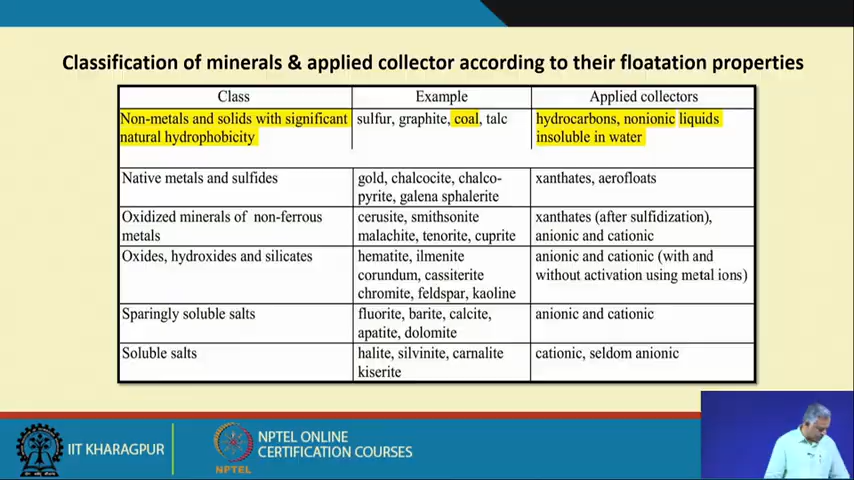 Classification of minerals & applied collector according to their floatation properties
Class Example Applied collectors
Non-metals and solids with significant sulfur, graphite, coal, talc hydrocarbons, nonionic liquids
natural hydrophobicity insoluble in water
Native metals and sulfides gold, chalcocite, chalco- xanthates, aerofloats
pyrite, galena sphalerite
Oxidized minerals of non-ferrous cerusite, smithsonite xanthates (after sulfidization),
metals malachite, tenorite, cuprite anionic and cationic
Oxides, hydroxides and silicates hematite, ilmenite anionic and cationic (with and
corundum, cassiterite without activation using metal ions)
chromite, feldspar, kaoline
Sparingly soluble salts fluorite, barite, calcite, anionic and cationic
apatite, dolomite
Soluble salts halite, silvinite, carnalite cationic, seldom anionic
kiserite
IIT KHARAGPUR
NPTEL
NPTEL ONLINE
CERTIFICATION COURSES